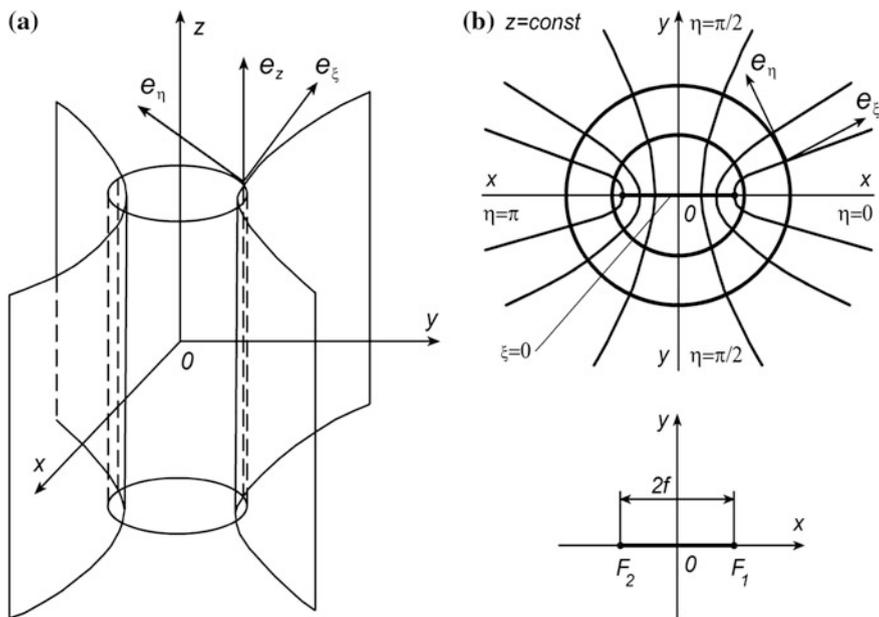 (a)
z
e_z
e_ξ
e_η
y
0
x
(b) z=const
y η=π/2
e_η
e_ξ
x x
0
η=π η=0
ξ=0
y η=π/2
y
2f
x
F_2 0 F_1